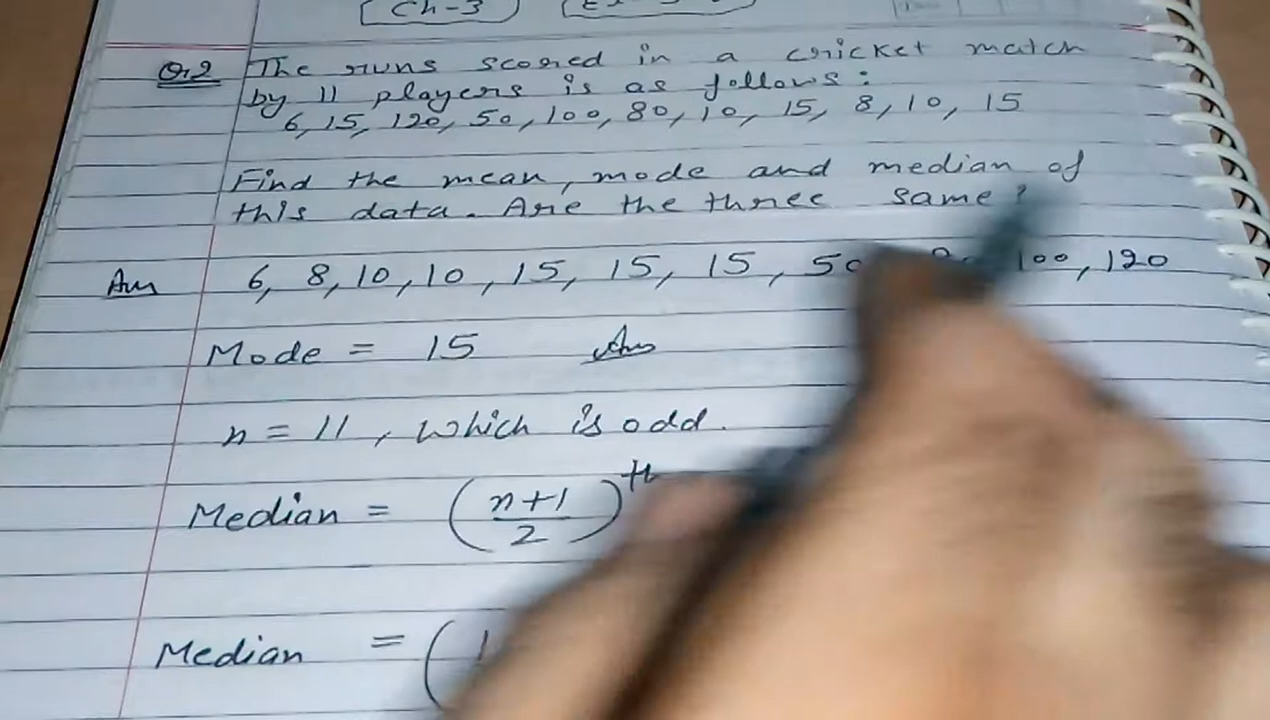 Ch-3
Q.2 The runs scored in a cricket match
by 11 players is as follows:
6, 15, 120, 50, 100, 80, 10, 15, 8, 10, 15
Find the mean, mode and median of
this data. Are the three same?
Ans 6, 8, 10, 10, 15, 15, 15, 50 100, 120
Mode = 15 Ans
n = 11, which is odd.
Median = (n+1/2)th
Median = (